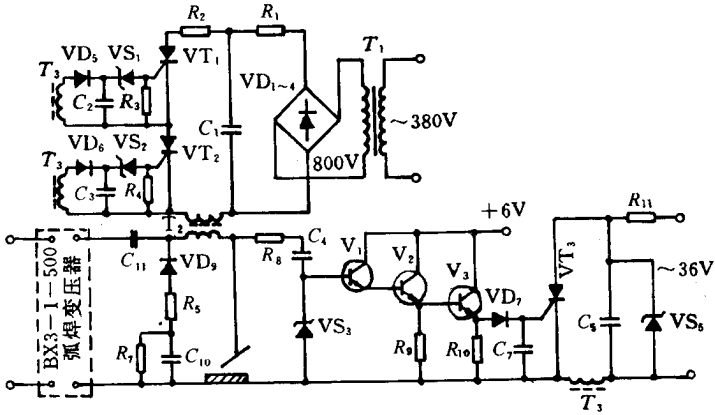 R₂
R₁
VD₅
VS₁
VT₁
T₁
T₃
VD₁~₄
C₂
R₃
~380V
VD₆
VS₂
VT₂
C₁
T₃
800V
C₃
R₄
2
+6V
R₁₁
C₄
V₁
R₈
V₂
VT₃
C₁₁
VD₉
V₃
~36V
BX3-1-500
弧焊变压器
VD₇
R₅
VS₃
C₅
VS₅
R₇
C₁₀
R₉
R₁₀
C₇
T₃